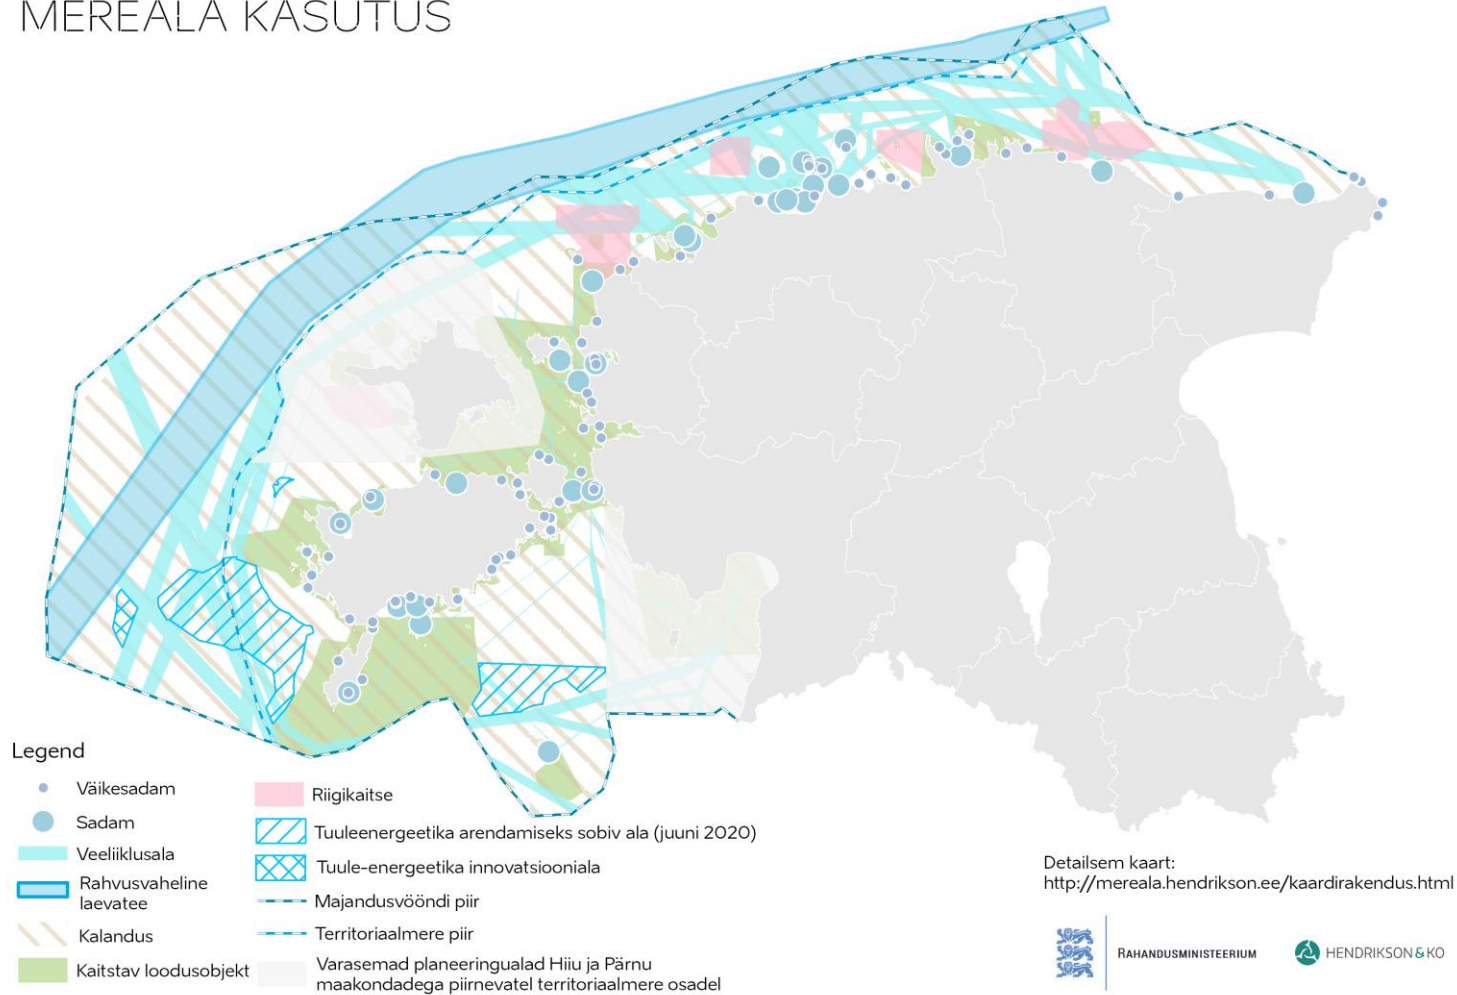 MEREALA KASUTUS
Legend
Väikesadam
Sadam
Veeliiklusala
Rahvusvaheline
laevatee
Kalandus
Kaitstav loodusobjekt
Riigikaitse
Tuuleenergeetika arendamiseks sobiv ala (juuni 2020)
Tuule-energeetika innovatsiooniala
Majandusvööndi piir
Territoriaalmere piir
Varasemad planeeringualad Hiiu ja Pärnu
maakondadega piirnevatel territoriaalmere osadel
Detailsem kaart:
http://mereala.hendrikson.ee/kaardirakendus.html
RAHANDUSMINISTEERIUM
HENDRIKSON & KO